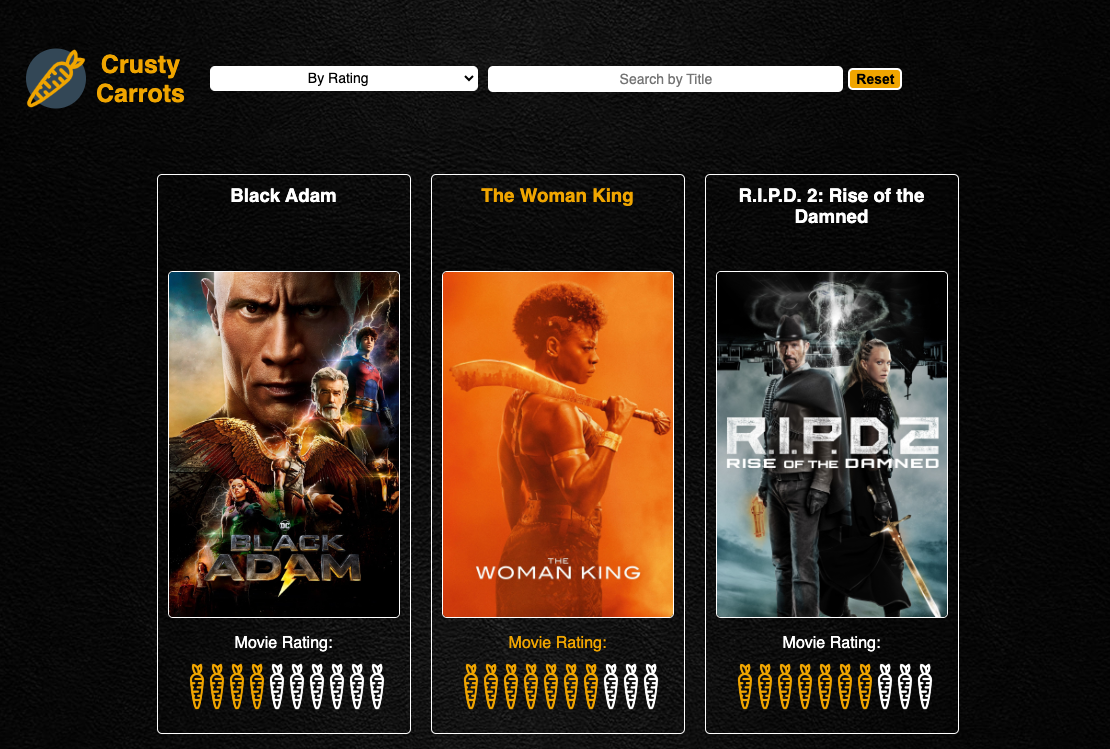 Crusty
Carrots
By Rating
Search by Title
Reset
Black Adam
The Woman King
R.I.P.D. 2: Rise of the
Damned
DC
BLACK
ADAM
THE
WOMAN KING
R.I.P.D.2
RISE OF THE DAMNED
Movie Rating:
Movie Rating:
Movie Rating: